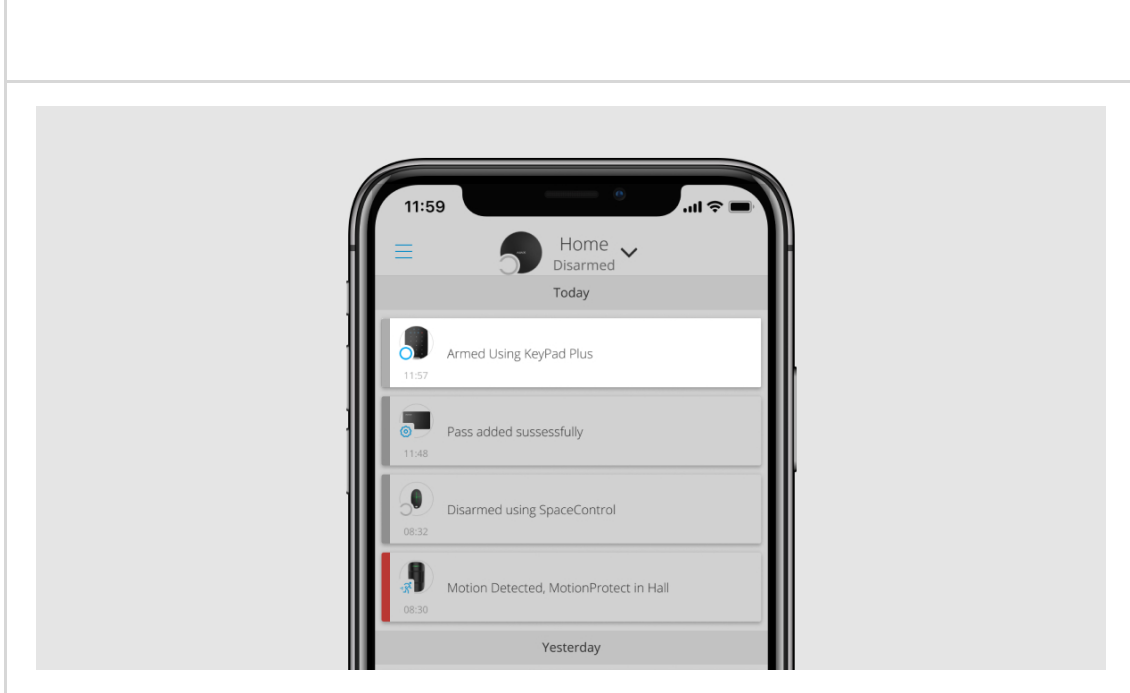 11:59
Home
Disarmed
Today
Armed Using KeyPad Plus
11:57
Pass added sussessfully
11:48
Disarmed using SpaceControl
08:32
Motion Detected, MotionProtect in Hall
08:30
Yesterday